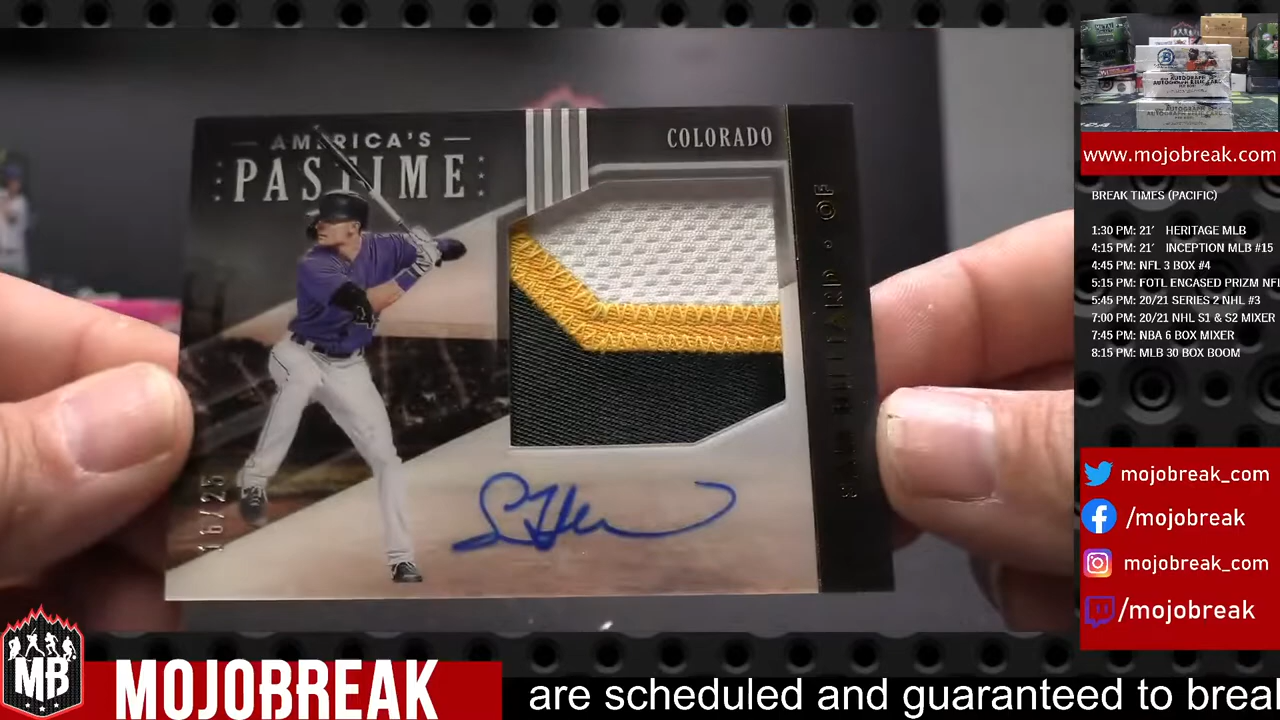 AMERICA'S
PASTIME
COLORADO
SAM HILLIARD • OF
16/25
www.mojobreak.com
BREAK TIMES (PACIFIC)
1:30 PM: 21' HERITAGE MLB
4:15 PM: 21' INCEPTION MLB #15
4:45 PM: NFL 3 BOX #4
5:15 PM: FOTL ENCASED PRIZM NFL
5:45 PM: 20/21 SERIES 2 NHL #3
7:00 PM: 20/21 NHL S1 & S2 MIXER
7:45 PM: NBA 6 BOX MIXER
8:15 PM: MLB 30 BOX BOOM
mojobreak_com
/mojobreak
mojobreak_com
/mojobreak
MB
MOJOBREAK
are scheduled and guaranteed to break